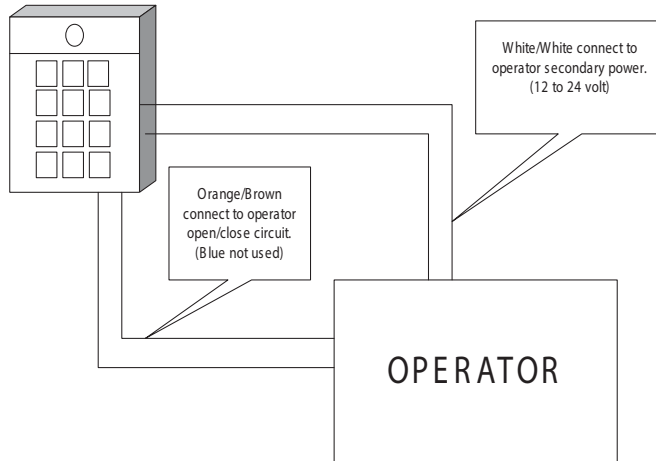 White/White connect to
operator secondary power.
(12 to 24 volt)
Orange/Brown
connect to operator
open/close circuit.
(Blue not used)
OPERATOR